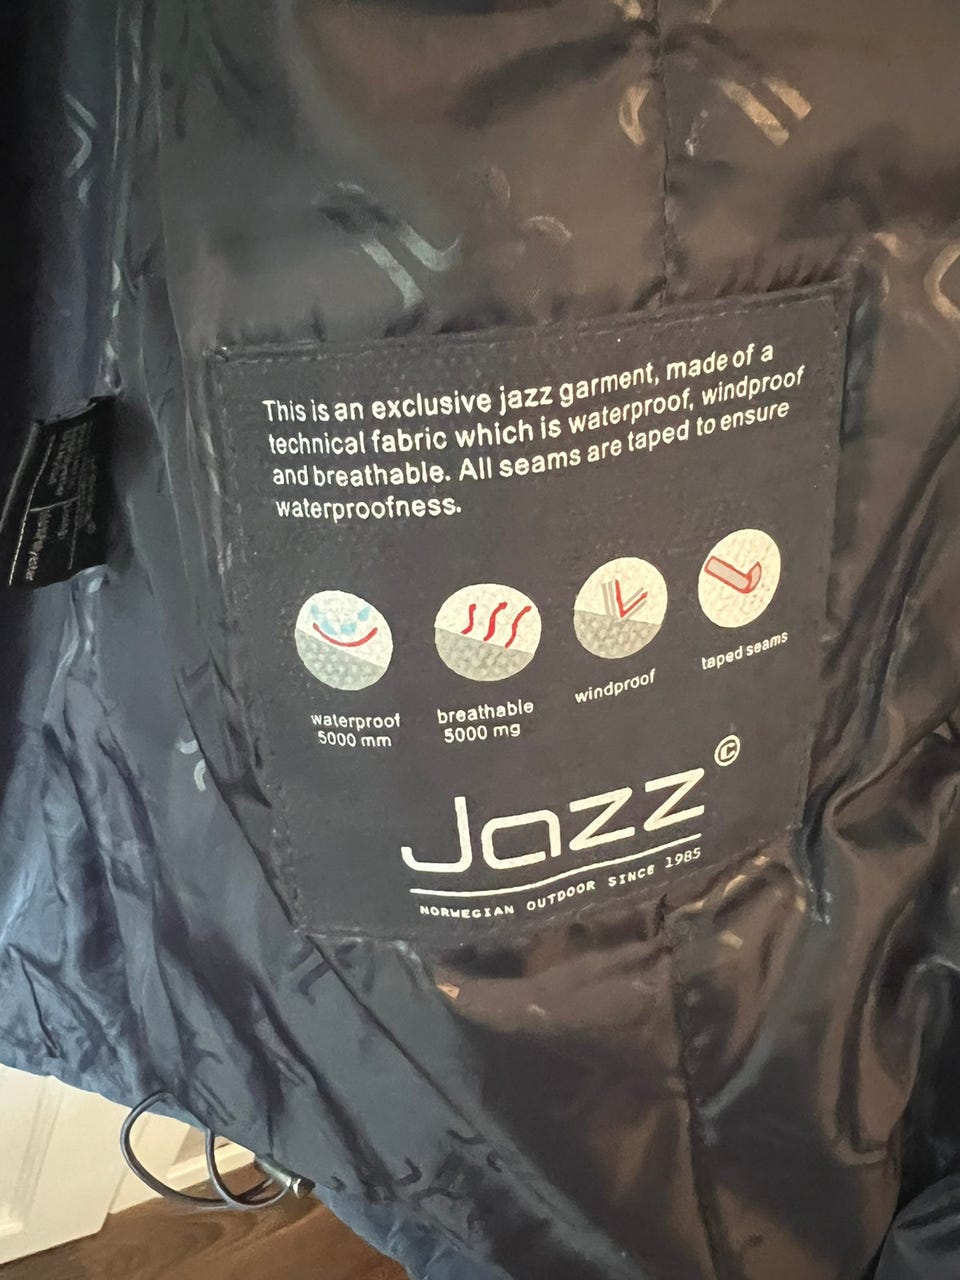 This is an exclusive jazz garment, made of a
technical fabric which is waterproof, windproof
and breathable. All seams are taped to ensure
waterproofness.
waterproof
5000 mm
breathable
5000 mg
windproof
taped seams
Jazz ©
NORWEGIAN OUTDOOR SINCE 1985